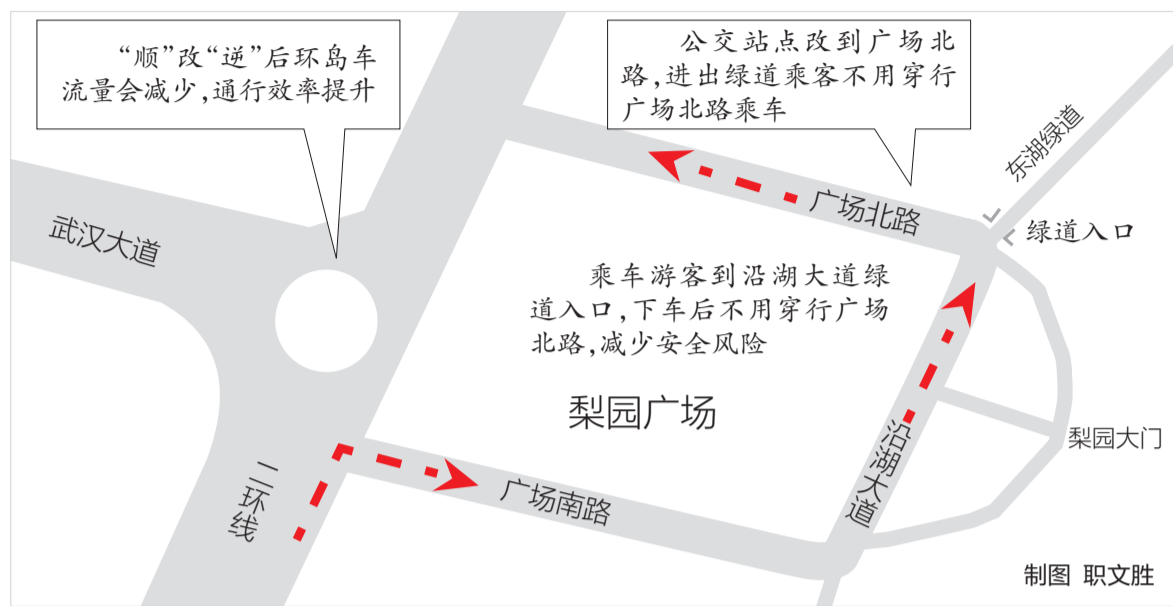 “顺”改“逆”后环岛车
流量会减少,通行效率提升
公交站点改到广场北
路,进出绿道乘客不用穿行
广场北路乘车
东湖绿道
广场北路
绿道入口
武汉大道
乘车游客到沿湖大道绿
道入口,下车后不用穿行广场
北路,减少安全风险
梨园广场
沿湖大道
梨园大门
二环线
广场南路
制图 职文胜